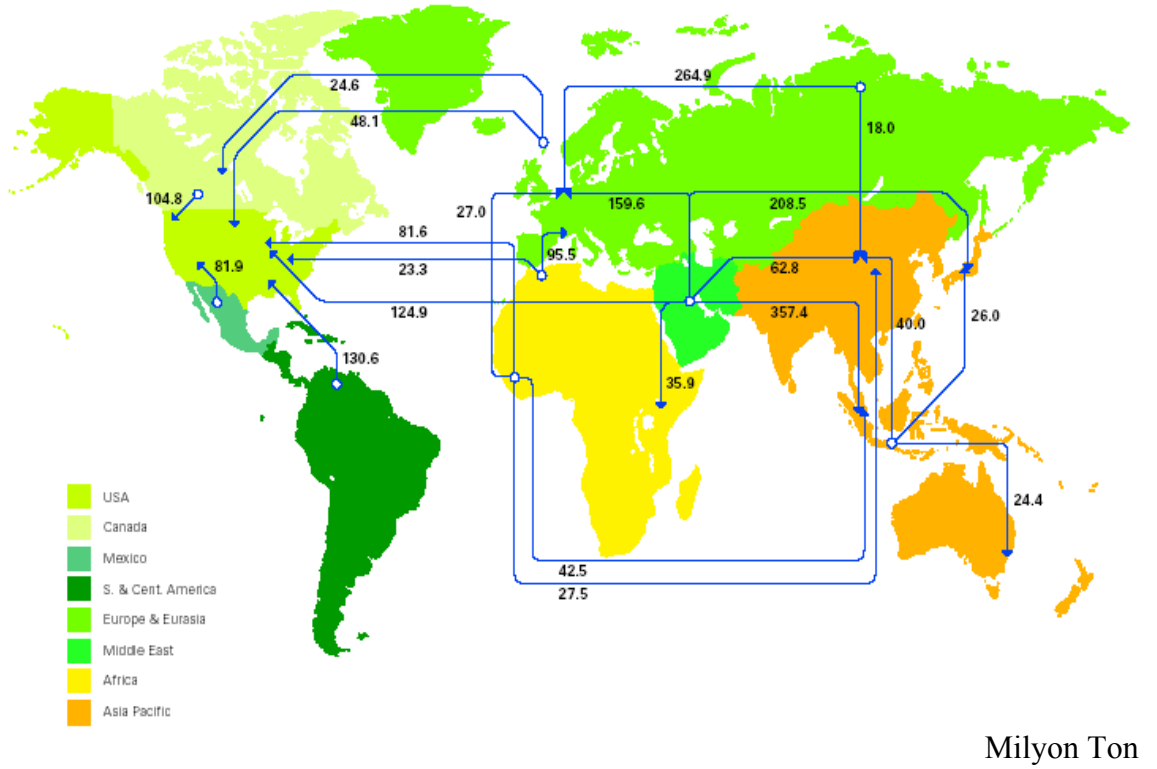 264.9
24.6
48.1
18.0
104.8
159.6
208.5
27.0
81.6
95.5
81.9
23.3
62.8
124.9
357.4
40.0
26.0
130.6
35.9
24.4
42.5
27.5
USA
Canada
Mexico
S. & Cent. America
Europe & Eurasia
Middle East
Africa
Asia Pacific
Milyon Ton